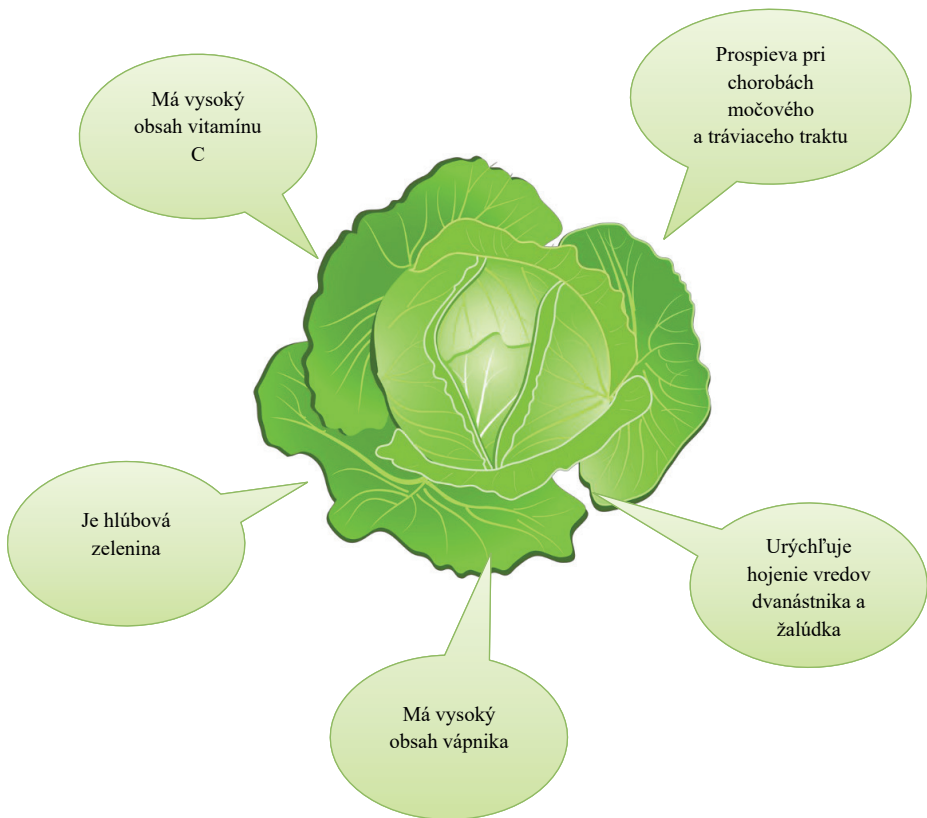 Prospieva pri
chorobách
močového
a tráviaceho traktu
Má vysoký
obsah vitamínu
C
Je hlúbová
zelenina
Urýchľuje
hojenie vredov
dvanástnika a
žalúdka
Má vysoký
obsah vápnika